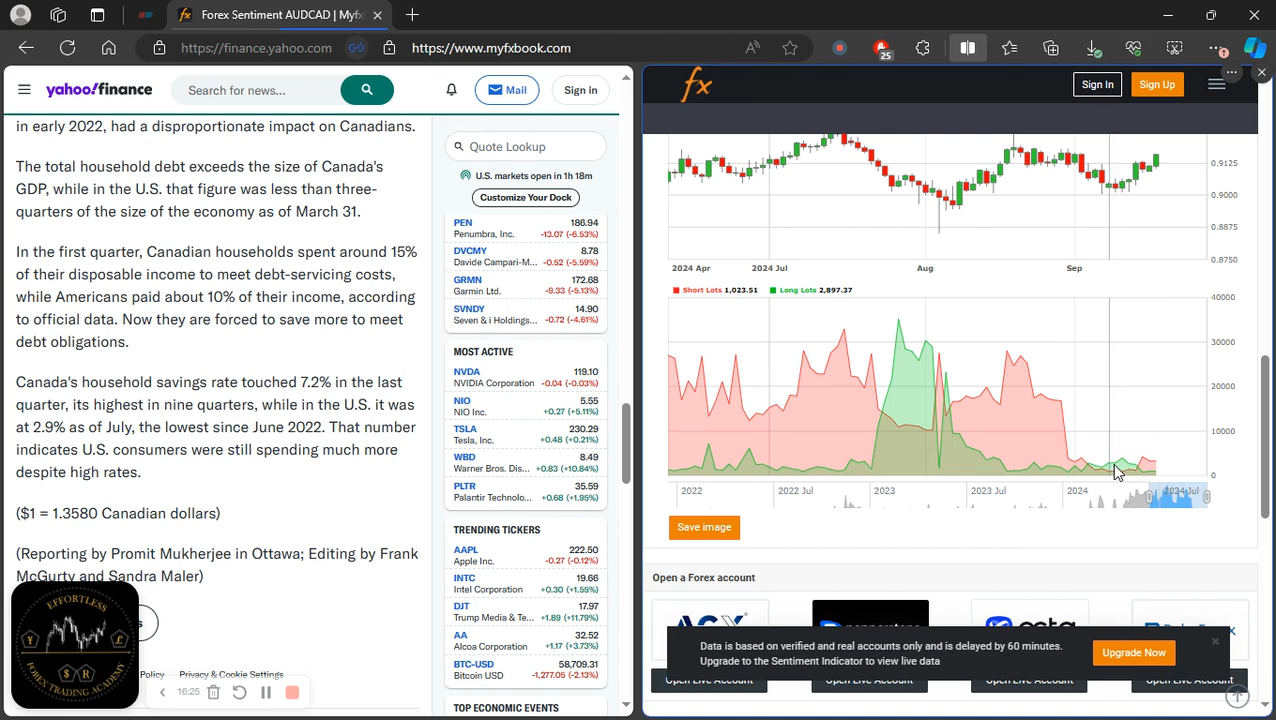 Forex Sentiment AUDCAD | Myfx
https://finance.yahoo.com
https://www.myfxbook.com
25
yahoo!finance
Search for news...
Mail
Sign in
in early 2022, had a disproportionate impact on Canadians.
The total household debt exceeds the size of Canada's
GDP, while in the U.S. that figure was less than three-
quarters of the size of the economy as of March 31.
In the first quarter, Canadian households spent around 15%
of their disposable income to meet debt-servicing costs,
while Americans paid about 10% of their income, according
to official data. Now they are forced to save more to meet
debt obligations.
Canada's household savings rate touched 7.2% in the last
quarter, its highest in nine quarters, while in the U.S. it was
at 2.9% as of July, the lowest since June 2022. That number
indicates U.S. consumers were still spending much more
despite high rates.
($1 = 1.3580 Canadian dollars)
(Reporting by Promit Mukherjee in Ottawa; Editing by Frank
McGurty and Sandra Maler)
Policy
Privacy & Cookie Settings
EFFORTLESS
FOREX TRADING ACADEMY
16:25
Quote Lookup
U.S. markets open in 1h 18m
Customize Your Dock
PEN 186.94
Penumbra, Inc. -13.07 (-6.53%)
DVCMY 8.78
Davide Campari-M... -0.52 (-5.59%)
GRMN 172.68
Garmin Ltd. -9.33 (-5.13%)
SVNDY 14.90
Seven & i Holdings... -0.72 (-4.61%)
MOST ACTIVE
NVDA 119.10
NVIDIA Corporation -0.04 (-0.03%)
NIO 5.55
NIO Inc. +0.27 (+5.11%)
TSLA 230.29
Tesla, Inc. +0.48 (+0.21%)
WBD 8.49
Warner Bros. Dis... +0.83 (+10.84%)
PLTR 35.59
Palantir Technolo... +0.68 (+1.95%)
TRENDING TICKERS
AAPL 222.50
Apple Inc. -0.27 (-0.12%)
INTC 19.66
Intel Corporation +0.30 (+1.55%)
DJT 17.97
Trump Media & Te... +1.89 (+11.79%)
AA 32.52
Alcoa Corporation +1.17 (+3.73%)
BTC-USD 58,709.31
Bitcoin USD -1,277.05 (-2.13%)
TOP ECONOMIC EVENTS
fx
Sign In
Sign Up
0.9125
0.9000
0.8875
0.8750
2024 Apr 2024 Jul Aug Sep
Short Lots 1,023.51 Long Lots 2,897.37
40000
30000
20000
10000
0
2022 2022 Jul 2023 2023 Jul 2024 2024 Jul
Save image
Open a Forex account
Data is based on verified and real accounts only and is delayed by 60 minutes.
Upgrade to the Sentiment Indicator to view live data
Upgrade Now
Open Live Account Open Live Account Open Live Account Open Live Account